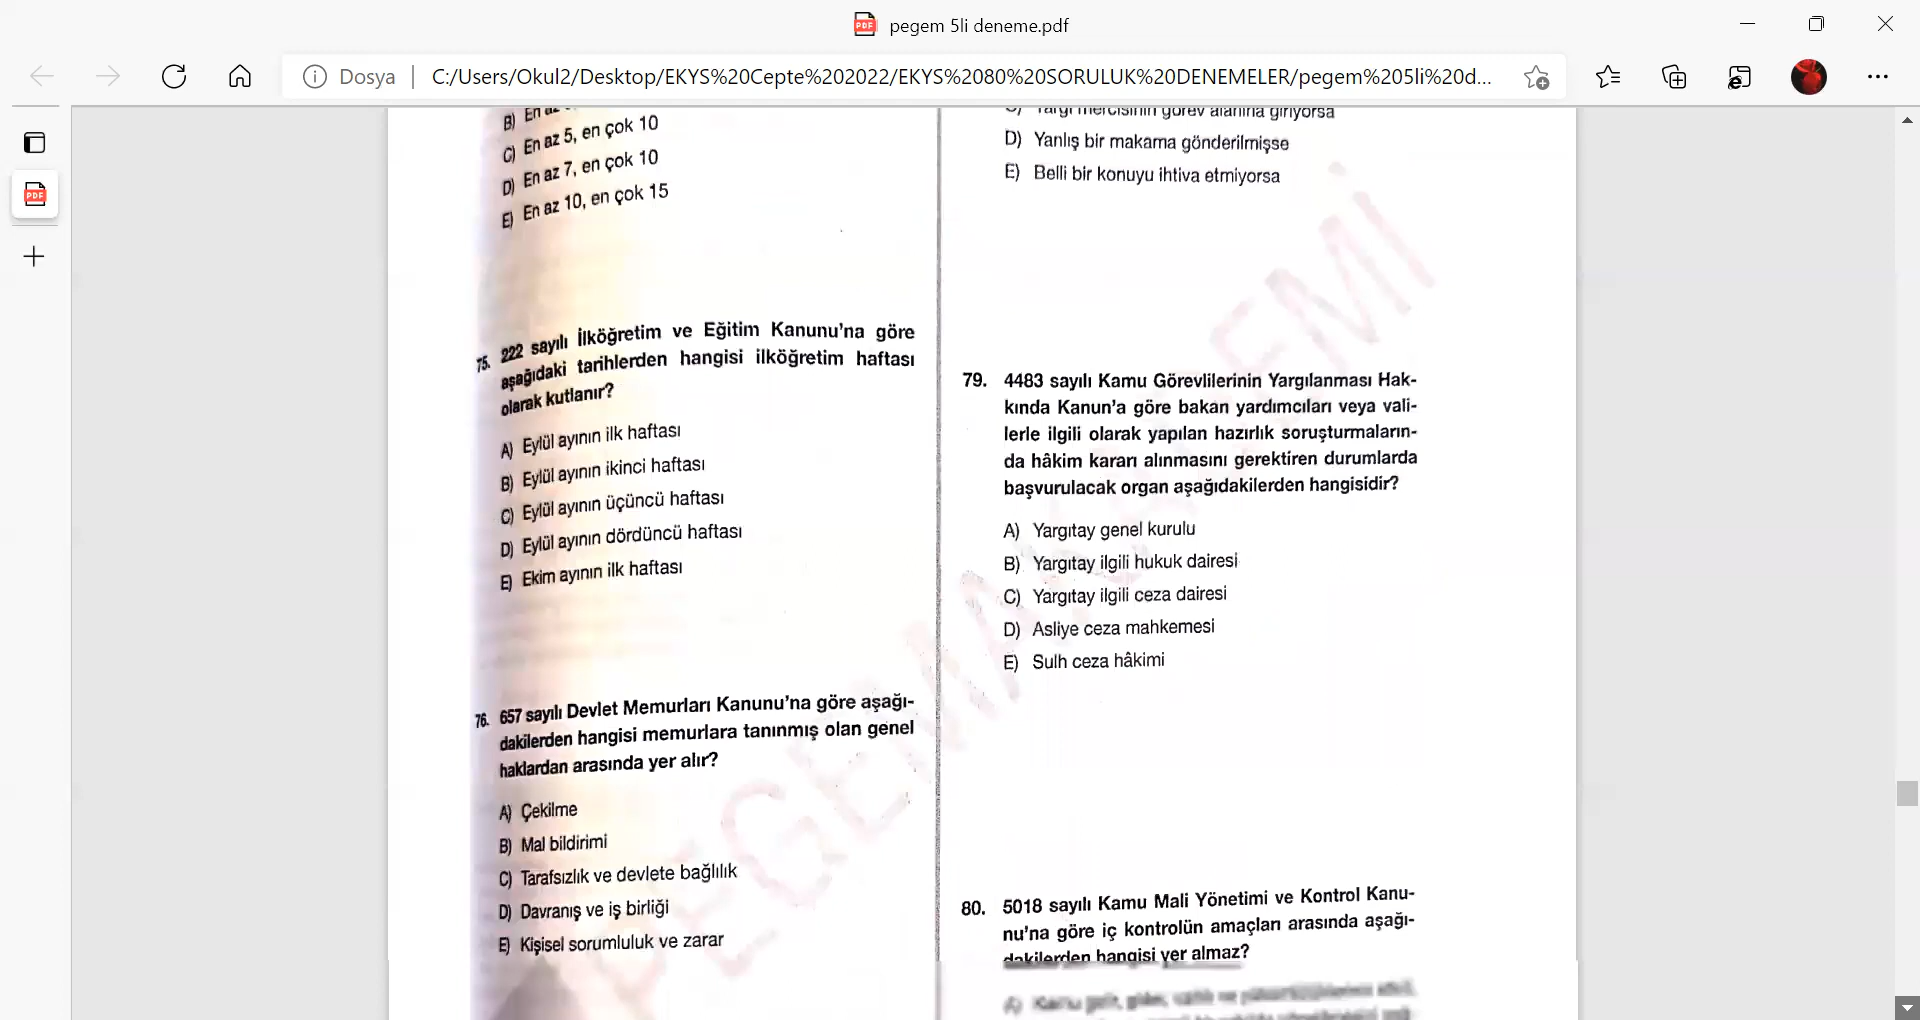 pegem 5li deneme.pdf
Dosya
C:/Users/Okul2/Desktop/EKYS%20Cepte%202022/EKYS%2080%20SORULUK%20DENEMELER/pegem%205li%20d...
B) En az
C) En az 5, en çok 10
D) En az 7, en çok 10
E) En az 10, en çok 15
75. 222 sayılı İlköğretim ve Eğitim Kanunu'na göre
aşağıdaki tarihlerden hangisi ilköğretim haftası
olarak kutlanır?
A) Eylül ayının ilk haftası
B) Eylül ayının ikinci haftası
C) Eylül ayının üçüncü haftası
D) Eylül ayının dördüncü haftası
E) Ekim ayının ilk haftası
76. 657 sayılı Devlet Memurları Kanunu'na göre aşağı-
dakilerden hangisi memurlara tanınmış olan genel
haklardan arasında yer alır?
A) Çekilme
B) Mal bildirimi
C) Tarafsızlık ve devlete bağlılık
D) Davranış ve iş birliği
E) Kişisel sorumluluk ve zarar
C) Yargı mercisinin görev alanına giriyorsa
D) Yanlış bir makama gönderilmişse
E) Belli bir konuyu ihtiva etmiyorsa
79. 4483 sayılı Kamu Görevlilerinin Yargılanması Hak-
kında Kanun'a göre bakan yardımcıları veya vali-
lerle ilgili olarak yapılan hazırlık soruşturmaların-
da hâkim kararı alınmasını gerektiren durumlarda
başvurulacak organ aşağıdakilerden hangisidir?
A) Yargıtay genel kurulu
B) Yargıtay ilgili hukuk dairesi
C) Yargıtay ilgili ceza dairesi
D) Asliye ceza mahkemesi
E) Sulh ceza hâkimi
80. 5018 sayılı Kamu Mali Yönetimi ve Kontrol Kanu-
nu'na göre iç kontrolün amaçları arasında aşağı-
dakilerden hangisi yer almaz?
PEGEM AKADEMİ